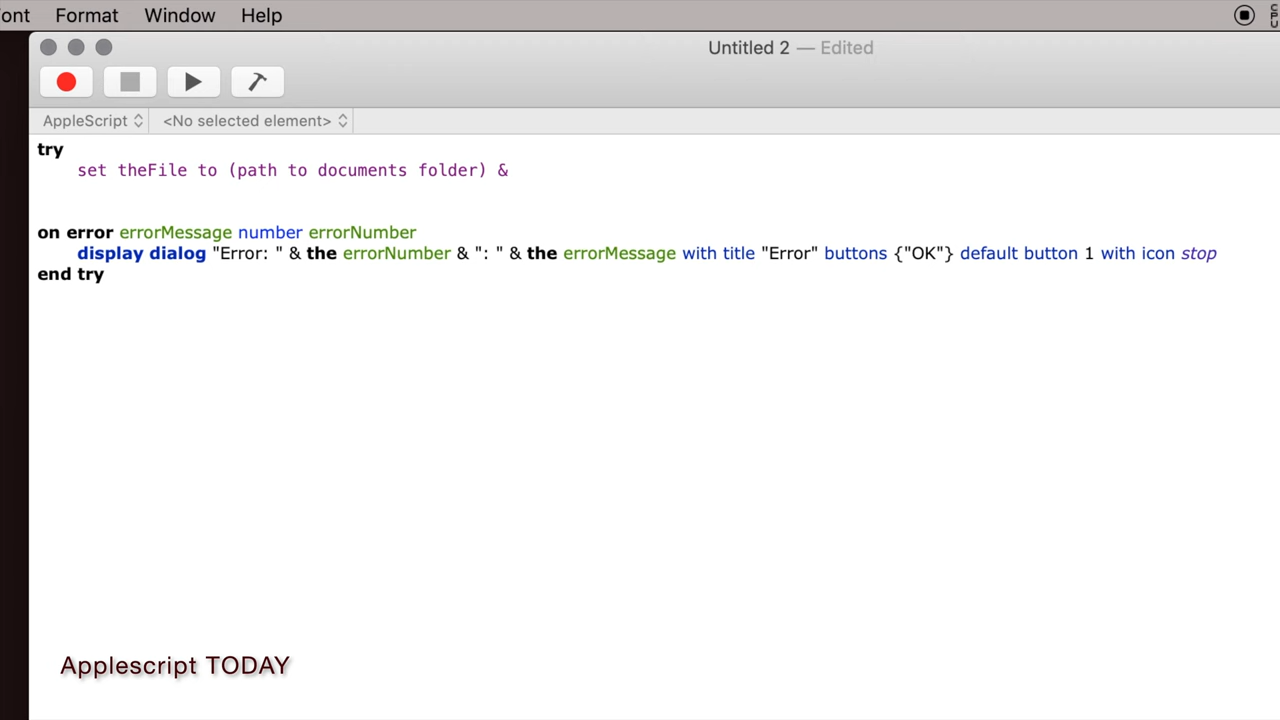 ont Format Window Help
CPU
Untitled 2 — Edited
AppleScript <No selected element>
try
set theFile to (path to documents folder) &
on error errorMessage number errorNumber
display dialog "Error: " & the errorNumber & ": " & the errorMessage with title "Error" buttons {"OK"} default button 1 with icon stop
end try
Applescript TODAY